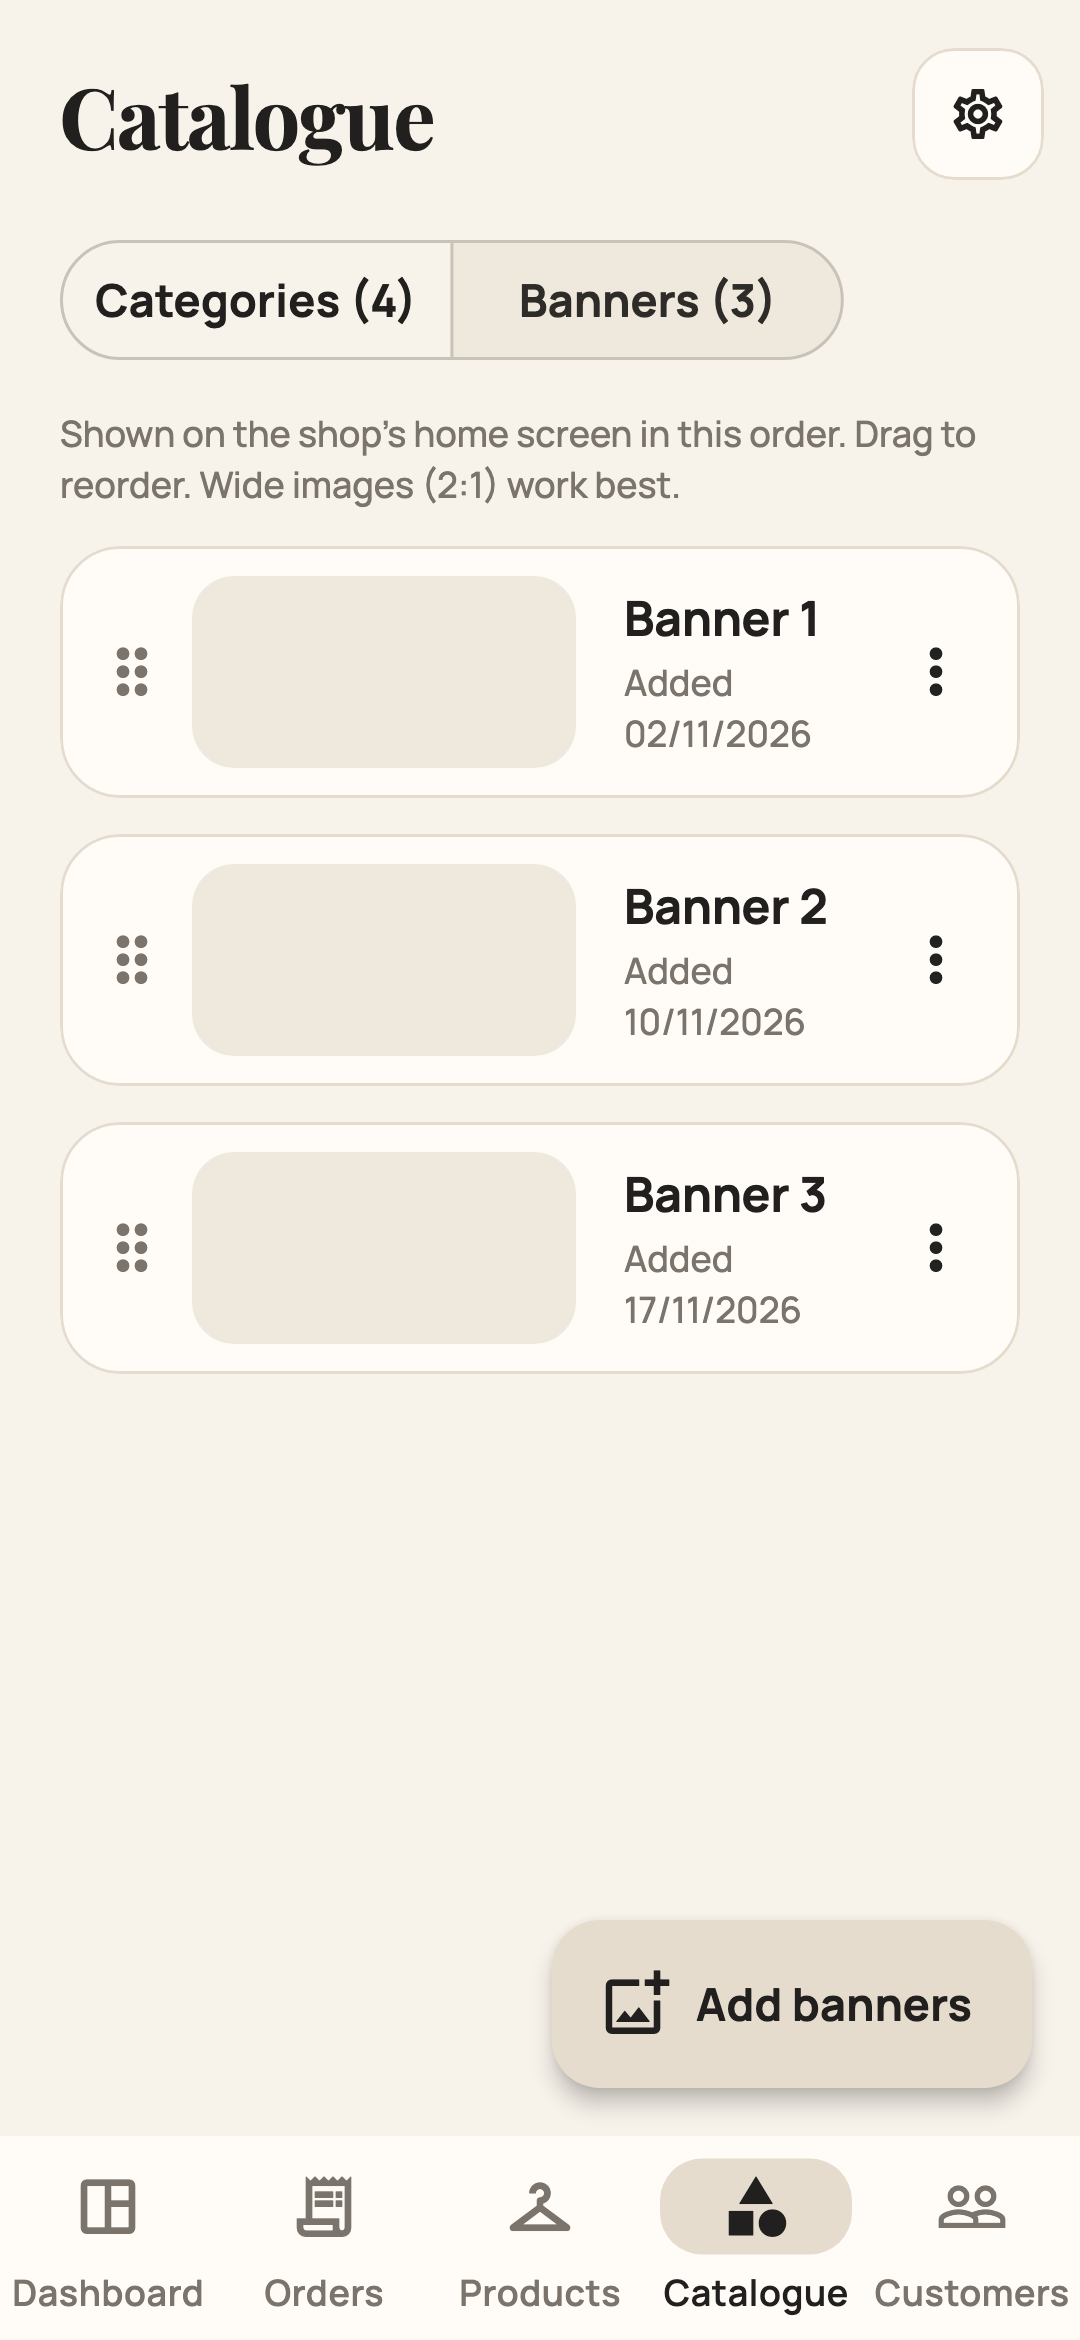 Catalogue
Categories (4)
Banners (3)
Shown on the shop's home screen in this order. Drag to
reorder. Wide images (2:1) work best.
Banner 1
Added
02/11/2026
Banner 2
Added
10/11/2026
Banner 3
Added
17/11/2026
Add banners
Dashboard
Orders
Products
Catalogue
Customers